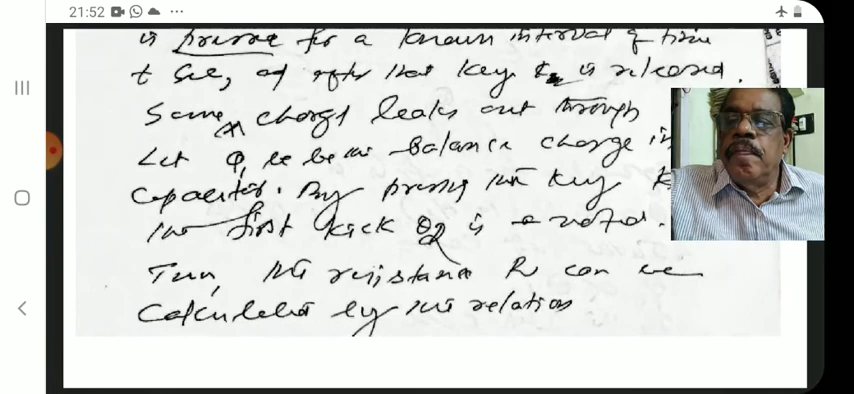 21:52
is pressed for a known interval of time
t sec, and after that key K₂ is released.
Some charge leaks out through
Let Q₁ be the balance charge in
capacitor. By pressing the key K
the first kick θ₂ is noted.
Then, the resistance R can be
calculated by the relation